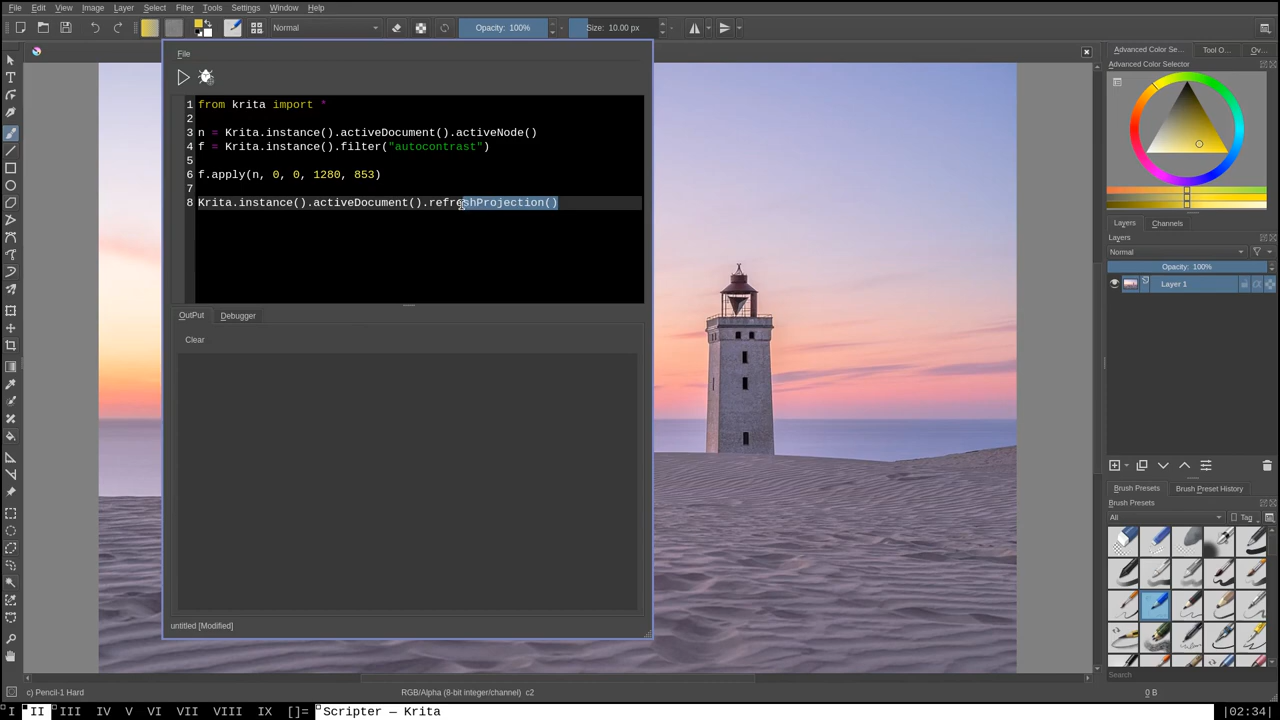 File Edit View Image Layer Select Filter Tools Settings Window Help
Normal
Opacity: 100%
Size: 10.00 px
Advanced Color Se... Tool O... Ov...
Advanced Color Selector
File
1 from krita import *
2
3 n = Krita.instance().activeDocument().activeNode()
4 f = Krita.instance().filter("autocontrast")
5
6 f.apply(n, 0, 0, 1280, 853)
7
8 Krita.instance().activeDocument().refreshProjection()
OutPut Debugger
Clear
untitled [Modified]
Layers Channels
Layers
Normal
Opacity: 100%
Layer 1
Brush Presets Brush Preset History
Brush Presets
All Tag
Search
c) Pencil-1 Hard
RGB/Alpha (8-bit integer/channel) c2
0 B
I II III IV V VI VII VIII IX []= Scripter — Krita |02:34|